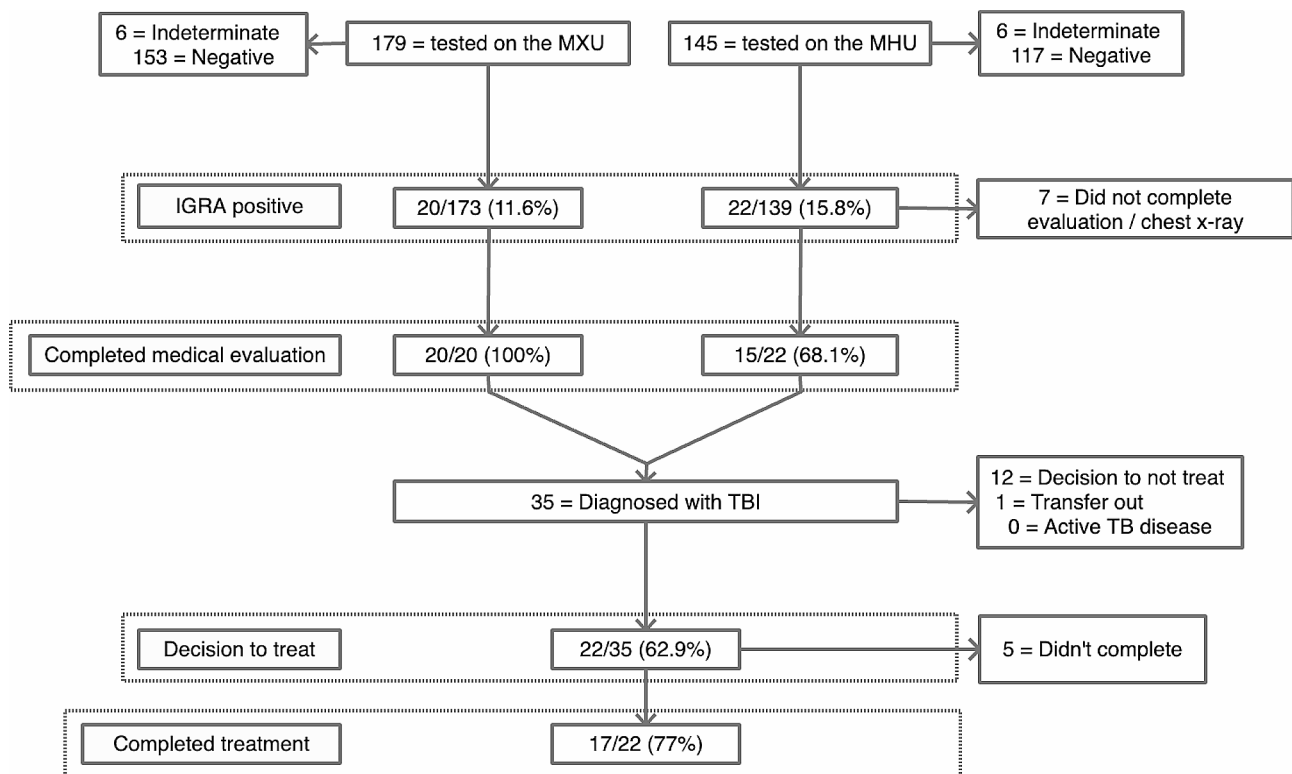 6 = Indeterminate
153 = Negative
179 = tested on the MXU
145 = tested on the MHU
6 = Indeterminate
117 = Negative
IGRA positive
20/173 (11.6%)
22/139 (15.8%)
7 = Did not complete
evaluation / chest x-ray
Completed medical evaluation
20/20 (100%)
15/22 (68.1%)
35 = Diagnosed with TBI
12 = Decision to not treat
1 = Transfer out
0 = Active TB disease
Decision to treat
22/35 (62.9%)
5 = Didn't complete
Completed treatment
17/22 (77%)